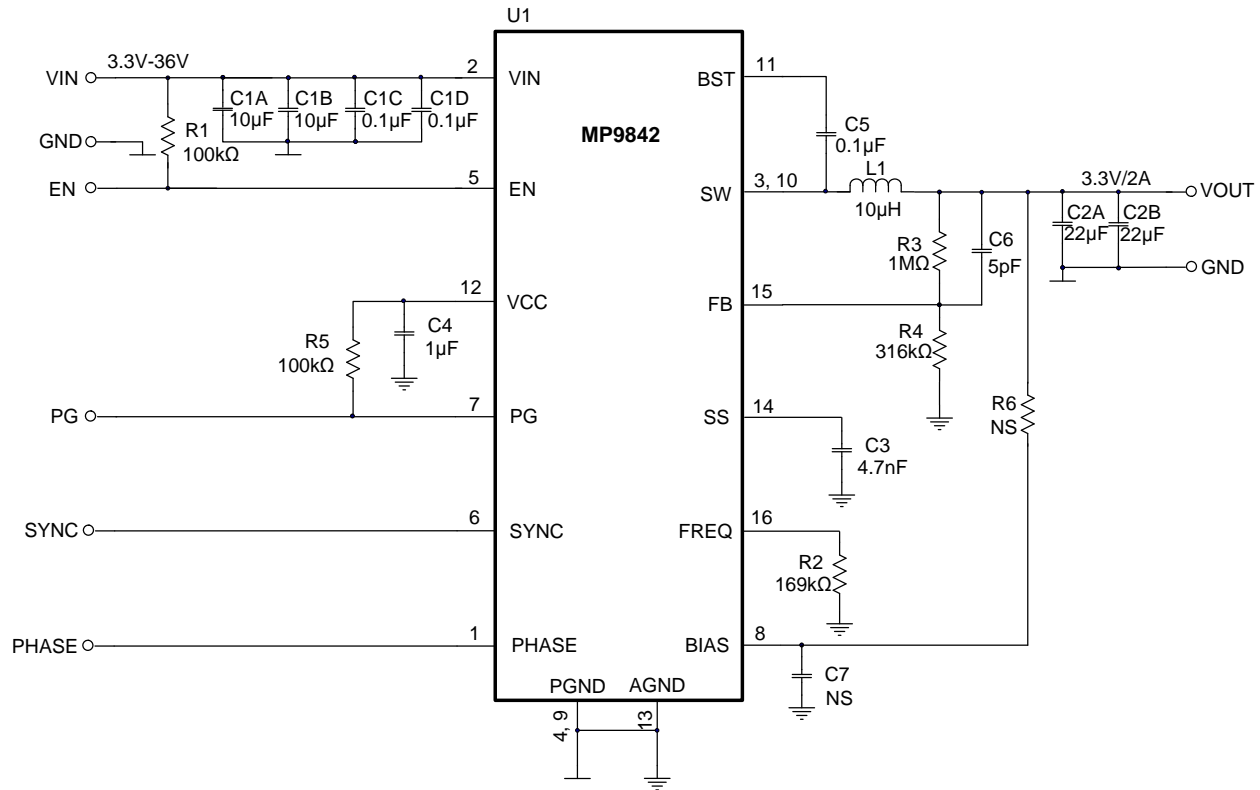 U1
3.3V-36V
VIN
2
VIN
BST
11
C1A
10µF
C1B
10µF
C1C
0.1µF
C1D
0.1µF
MP9842
C5
0.1µF
GND
R1
100kΩ
EN
5
EN
SW
3, 10
L1
10µH
3.3V/2A
VOUT
C2A
22µF
C2B
22µF
R3
1MΩ
C6
5pF
GND
12
VCC
FB
15
R5
100kΩ
C4
1µF
R4
316kΩ
PG
7
PG
SS
14
R6
NS
C3
4.7nF
SYNC
6
SYNC
FREQ
16
R2
169kΩ
PHASE
1
PHASE
BIAS
8
C7
NS
PGND
AGND
4, 9
13